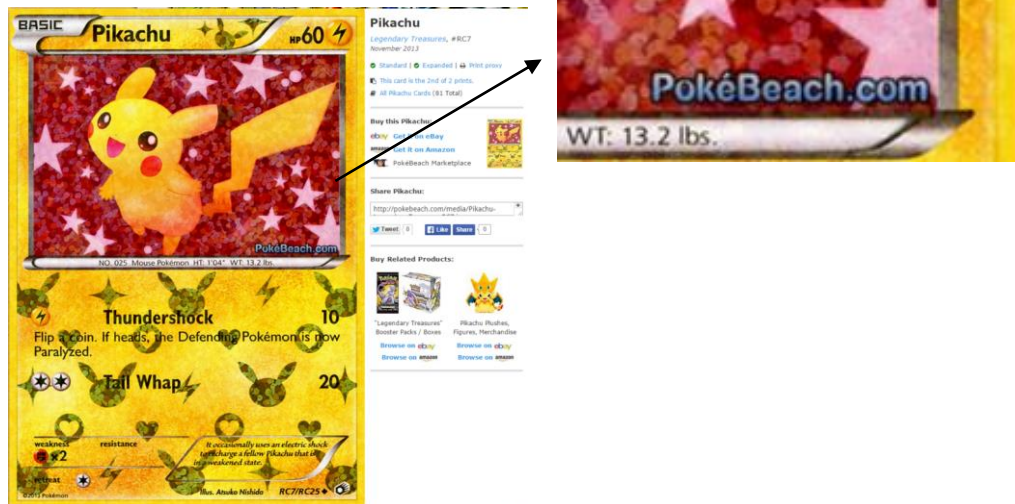 BASIC
Pikachu
HP60
PokéBeach.com
NO. 025 Mouse Pokémon HT: 1'04" WT: 13.2 lbs.
Thundershock 10
Flip a coin. If heads, the Defending Pokémon is now
Paralyzed.
Tail Whap 20
weakness resistance
×2
retreat
It occasionally uses an electric shock
to recharge a fellow Pikachu that is
in a weakened state.
©2013 Pokémon
Illus. Atsuko Nishido RC7/RC25
Pikachu
Legendary Treasures, #RC7
November 2013
Standard | Expanded | Print proxy
This card is the 2nd of 2 prints.
All Pikachu Cards (81 Total)
Buy this Pikachu:
ebay Get it on eBay
amazon Get it on Amazon
PokéBeach Marketplace
Share Pikachu:
http://pokebeach.com/media/Pikachu-
Tweet 0 Like Share 0
Buy Related Products:
"Legendary Treasures"
Booster Packs / Boxes
Browse on ebay
Browse on amazon
Pikachu Plushes,
Figures, Merchandise
Browse on ebay
Browse on amazon
PokéBeach.com
WT: 13.2 lbs.